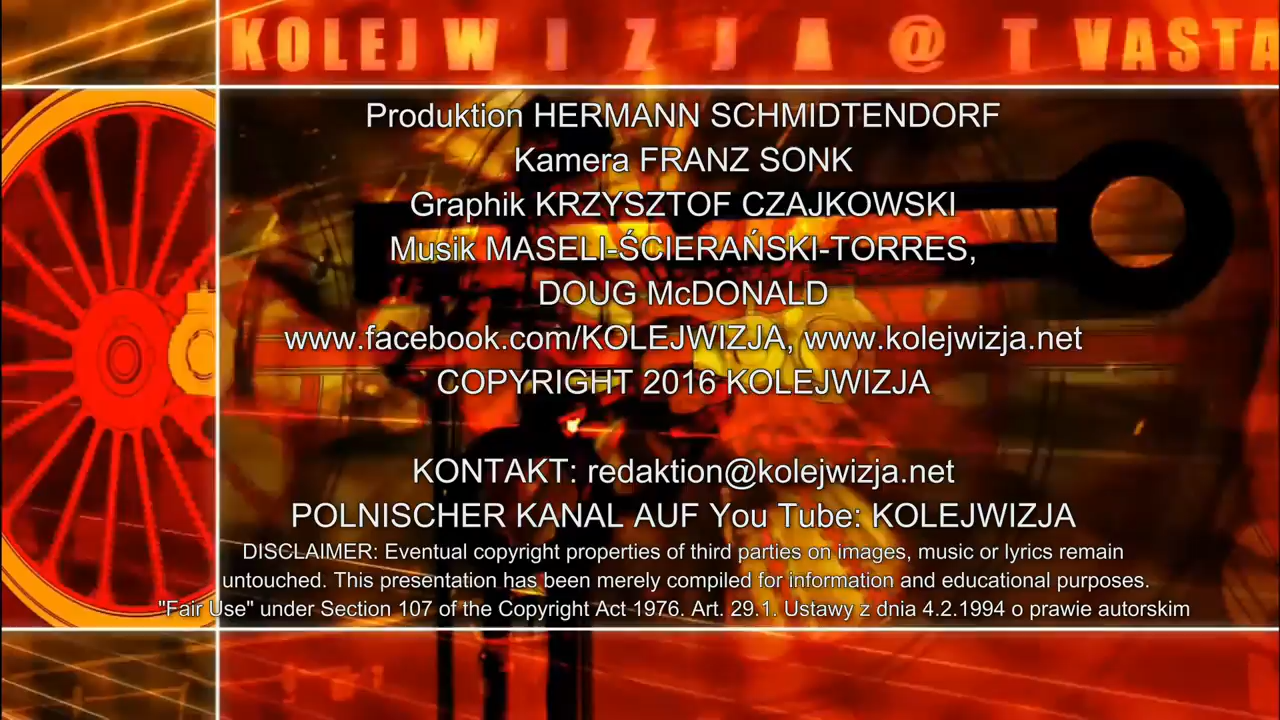 KOLEJWIZJA @ T VASTA
Produktion HERMANN SCHMIDTENDORF
Kamera FRANZ SONK
Graphik KRZYSZTOF CZAJKOWSKI
Musik MASELI-ŚCIERAŃSKI-TORRES,
DOUG McDONALD
www.facebook.com/KOLEJWIZJA, www.kolejwizja.net
COPYRIGHT 2016 KOLEJWIZJA
KONTAKT: redaktion@kolejwizja.net
POLNISCHER KANAL AUF You Tube: KOLEJWIZJA
DISCLAIMER: Eventual copyright properties of third parties on images, music or lyrics remain
untouched. This presentation has been merely compiled for information and educational purposes.
"Fair Use" under Section 107 of the Copyright Act 1976. Art. 29.1. Ustawy z dnia 4.2.1994 o prawie autorskim